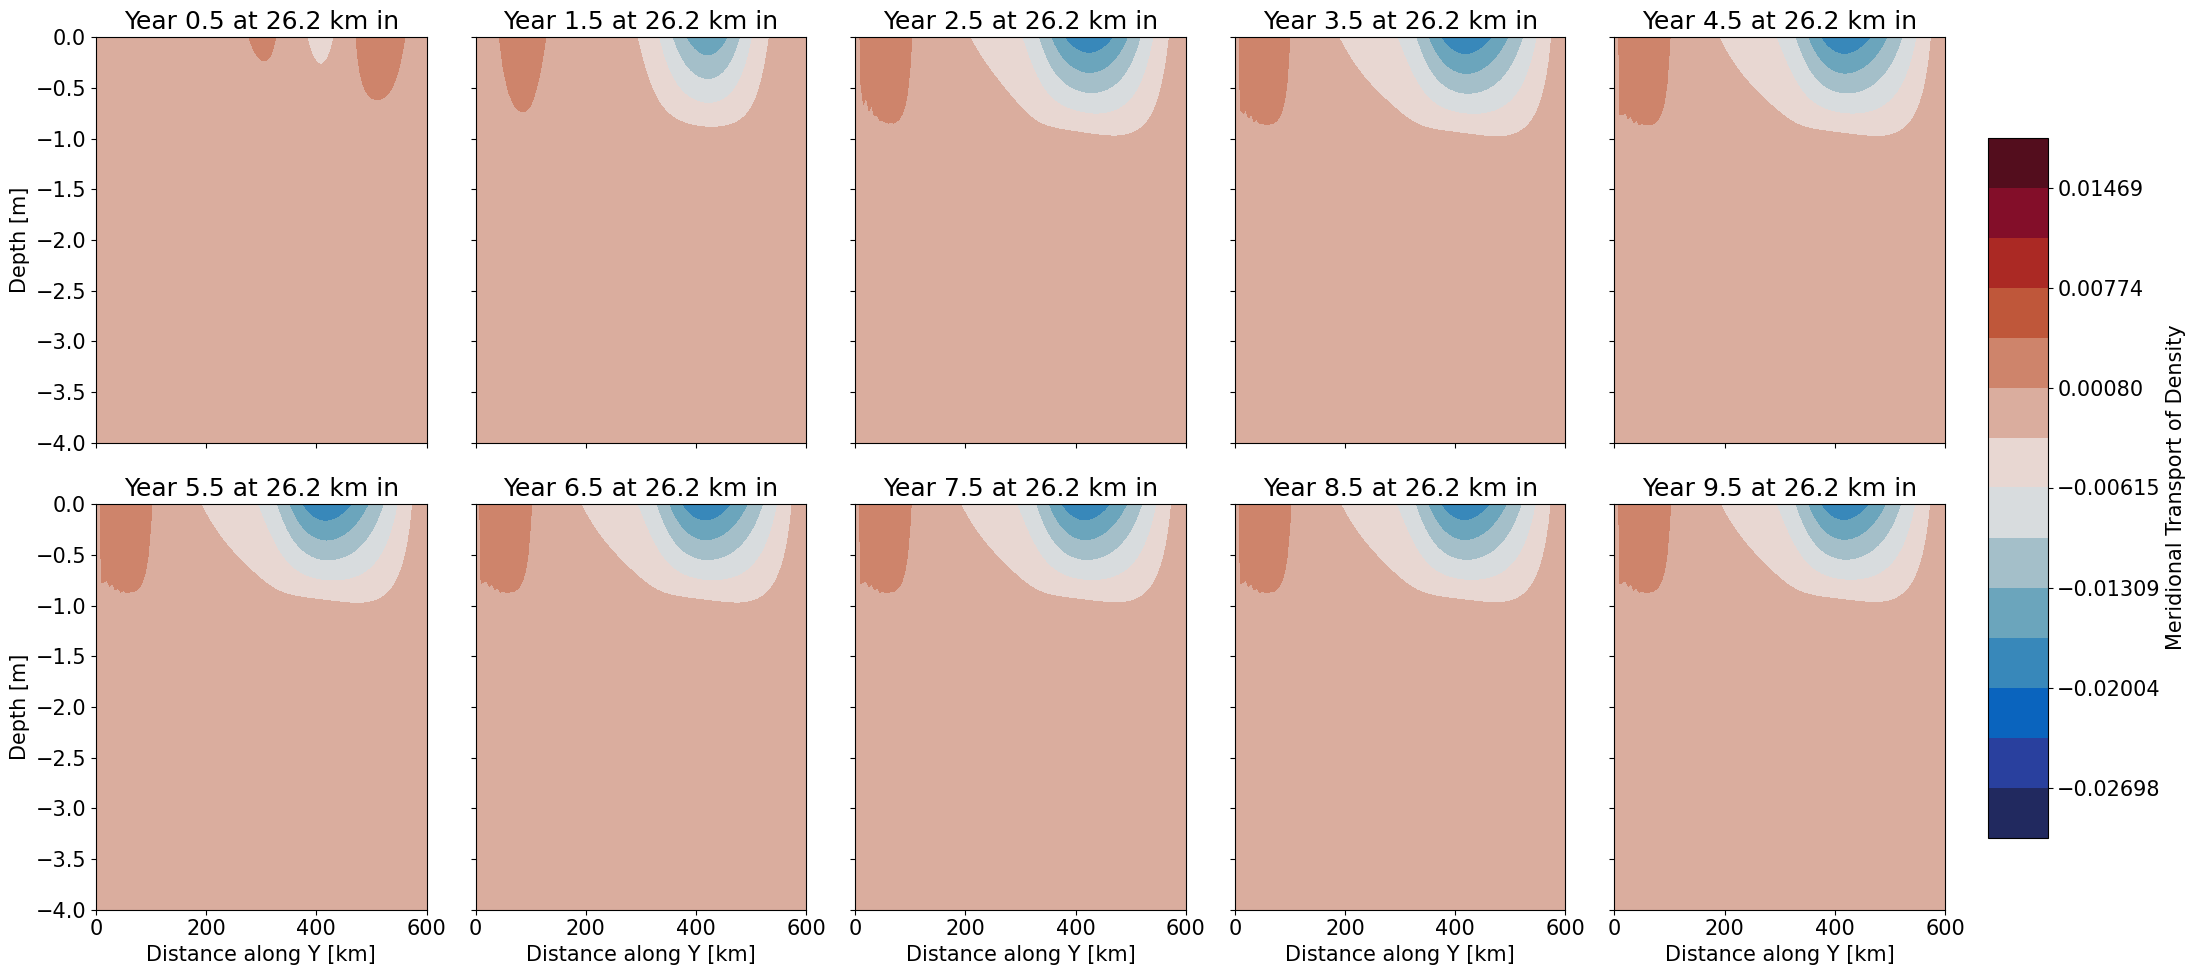 Year 0.5 at 26.2 km in
Year 1.5 at 26.2 km in
Year 2.5 at 26.2 km in
Year 3.5 at 26.2 km in
Year 4.5 at 26.2 km in
0.0
−0.5
−1.0
−1.5
−2.0
−2.5
−3.0
−3.5
−4.0
Depth [m]
Year 5.5 at 26.2 km in
Year 6.5 at 26.2 km in
Year 7.5 at 26.2 km in
Year 8.5 at 26.2 km in
Year 9.5 at 26.2 km in
0.0
−0.5
−1.0
−1.5
−2.0
−2.5
−3.0
−3.5
−4.0
Depth [m]
0 200 400 600
0 200 400 600
0 200 400 600
0 200 400 600
0 200 400 600
Distance along Y [km]
Distance along Y [km]
Distance along Y [km]
Distance along Y [km]
Distance along Y [km]
0.01469
0.00774
0.00080
−0.00615
−0.01309
−0.02004
−0.02698
Meridional Transport of Density